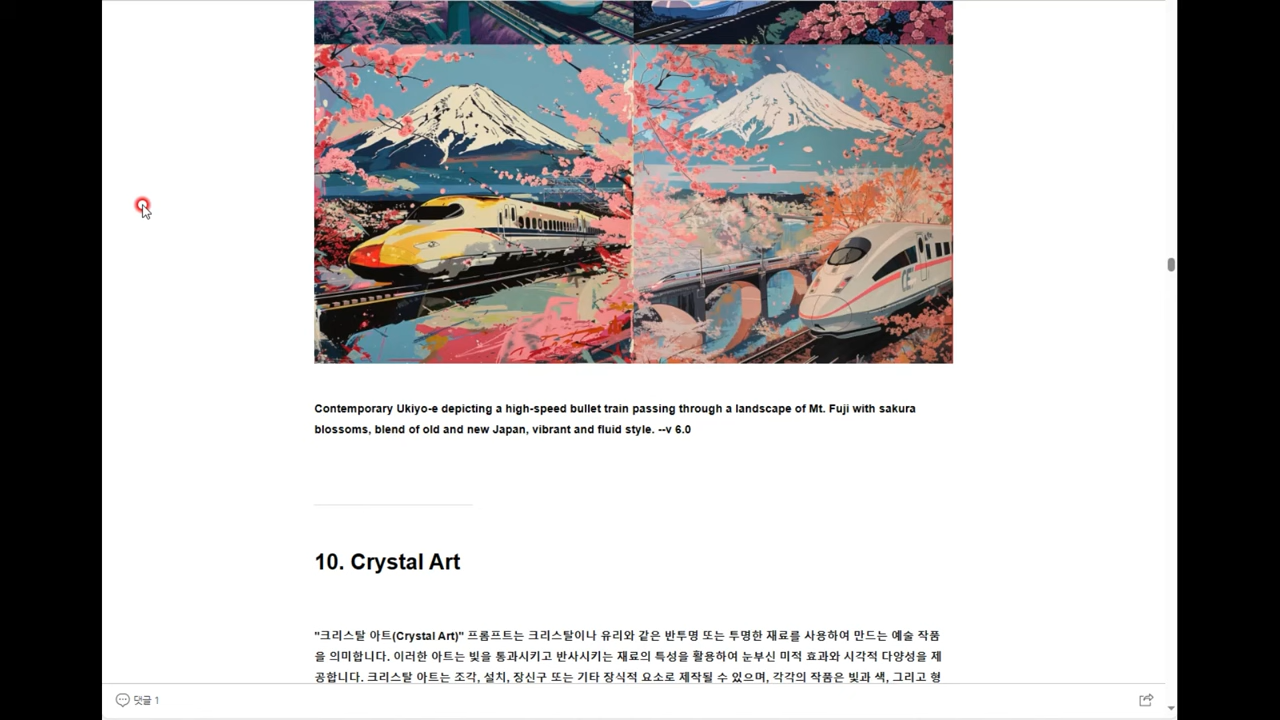 Contemporary Ukiyo-e depicting a high-speed bullet train passing through a landscape of Mt. Fuji with sakura
blossoms, blend of old and new Japan, vibrant and fluid style. --v 6.0
10. Crystal Art
"크리스탈 아트(Crystal Art)" 프롬프트는 크리스탈이나 유리와 같은 반투명 또는 투명한 재료를 사용하여 만드는 예술 작품
을 의미합니다. 이러한 아트는 빛을 통과시키고 반사시키는 재료의 특성을 활용하여 눈부신 미적 효과와 시각적 다양성을 제
공합니다. 크리스탈 아트는 조각, 설치, 장신구 또는 기타 장식적 요소로 제작될 수 있으며, 각각의 작품은 빛과 색, 그리고 형
댓글 1